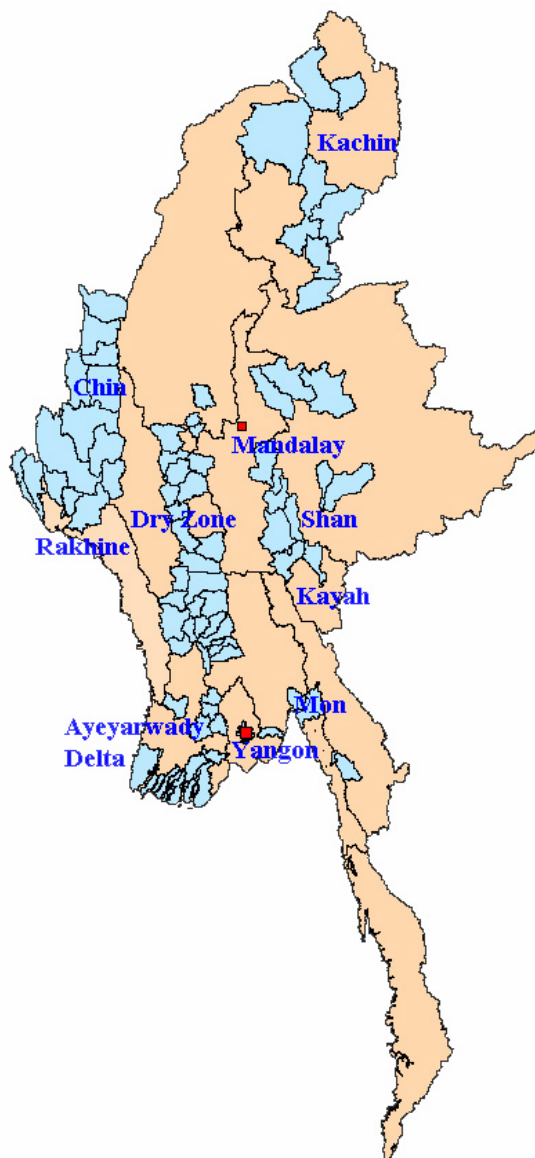 Kachin
Chin
Mandalay
Dry Zone
Shan
Rakhine
Kayah
Mon
Ayeyarwady
Delta
Yangon